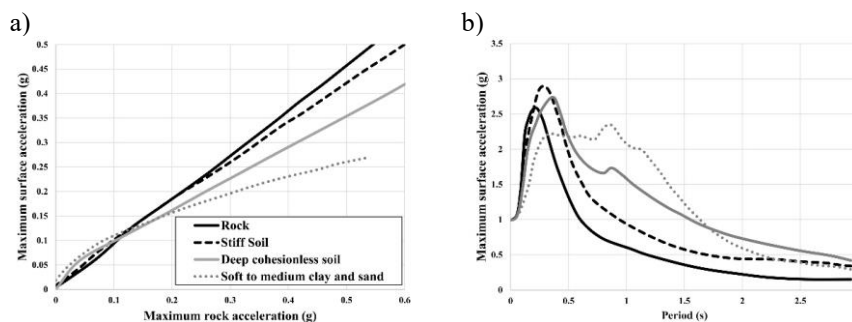 a)
0.5
0.45
0.4
0.35
0.3
0.25
0.2
0.15
0.1
0.05
0
Maximum surface acceleration (g)
0 0.1 0.2 0.3 0.4 0.5 0.6
Maximum rock acceleration (g)
Rock
Stiff Soil
Deep cohesionless soil
Soft to medium clay and sand
b)
3.5
3
2.5
2
1.5
1
0.5
0
Maximum surface acceleration (g)
0 0.5 1 1.5 2 2.5
Period (s)